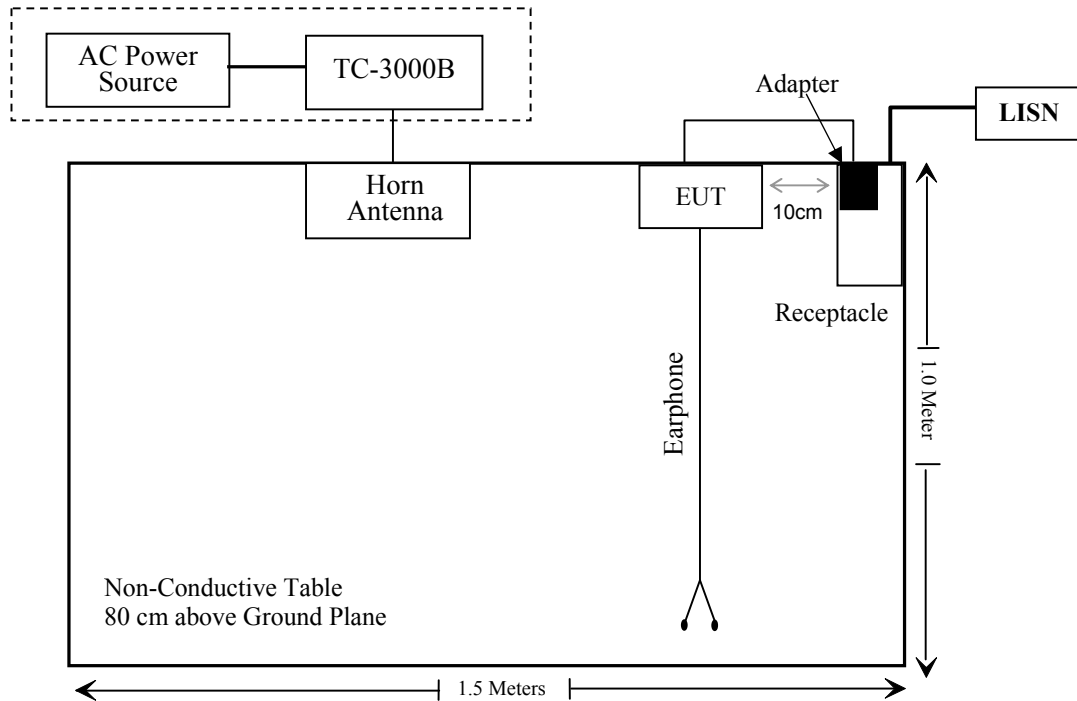 AC Power
Source
TC-3000B
Adapter
LISN
Horn
Antenna
EUT
10cm
Receptacle
Earphone
1.0 Meter
Non-Conductive Table
80 cm above Ground Plane
1.5 Meters